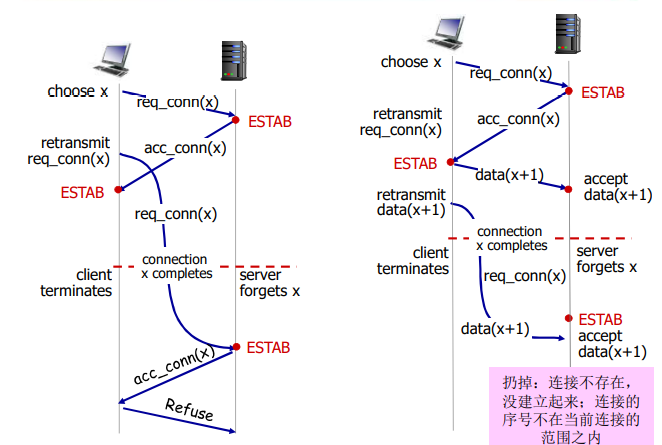 choose x
req_conn(x)
ESTAB
retransmit
req_conn(x)
acc_conn(x)
ESTAB
req_conn(x)
connection
x completes
client
terminates
server
forgets x
ESTAB
acc_conn(x)
Refuse
choose x
req_conn(x)
ESTAB
retransmit
req_conn(x)
acc_conn(x)
ESTAB
data(x+1)
accept
data(x+1)
retransmit
data(x+1)
connection
x completes
client
terminates
server
forgets x
req_conn(x)
ESTAB
data(x+1)
accept
data(x+1)
扔掉：连接不存在，
没建立起来；连接的
序号不在当前连接的
范围之内